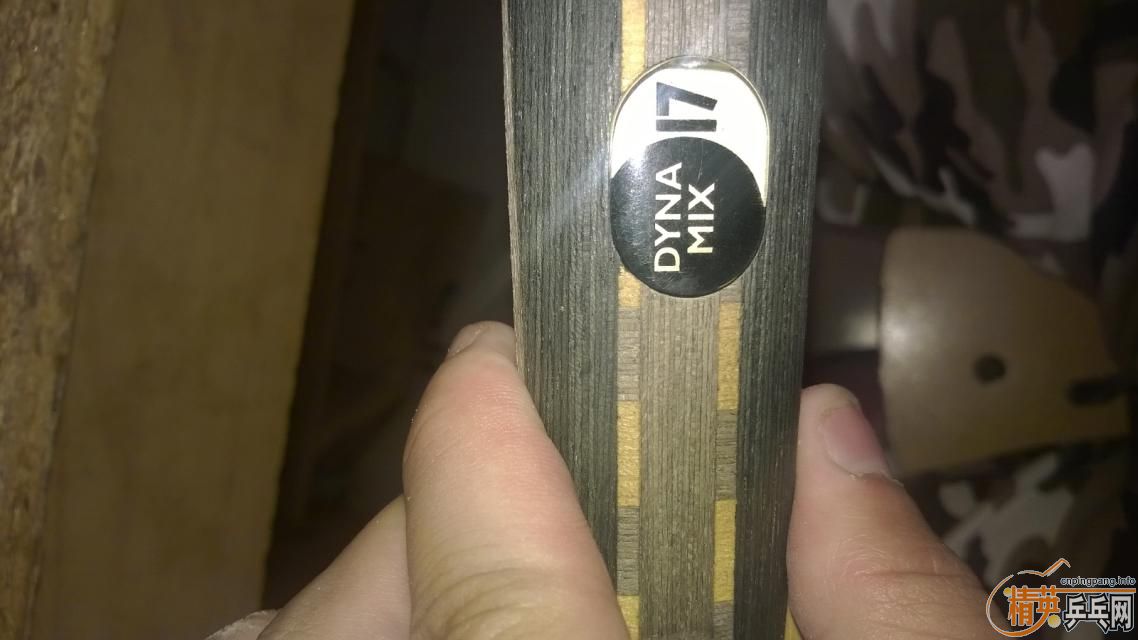 DYNA
MIX
17
cnpingpang.info
精英乒乓网